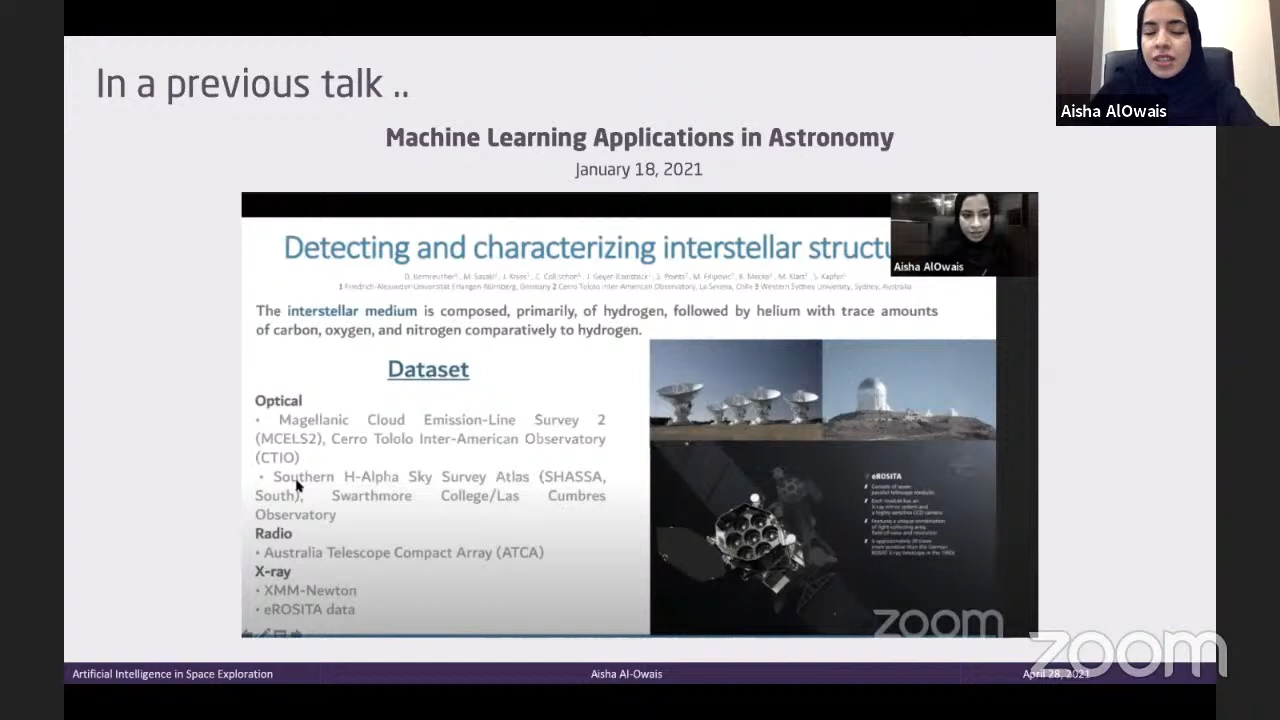 In a previous talk ..
Aisha AlOwais
Machine Learning Applications in Astronomy
January 18, 2021
Aisha AlOwais
Detecting and characterizing interstellar
The interstellar medium is composed, primarily, of hydrogen, followed by helium with trace amounts
of carbon, oxygen, and nitrogen comparatively to hydrogen.
Dataset
Optical
• Magellanic Cloud Emission-Line Survey 2
(MCELS2), Cerro Tololo Inter-American Observatory
(CTIO)
• Southern H-Alpha Sky Survey Atlas (SHASSA,
South), Swarthmore College/Las Cumbres
Observatory
Radio
• Australia Telescope Compact Array (ATCA)
X-ray
• XMM-Newton
• eROSITA data
eROSITA
zoom
Artificial Intelligence in Space Exploration
Aisha Al-Owais
April 28, 2021
zoom